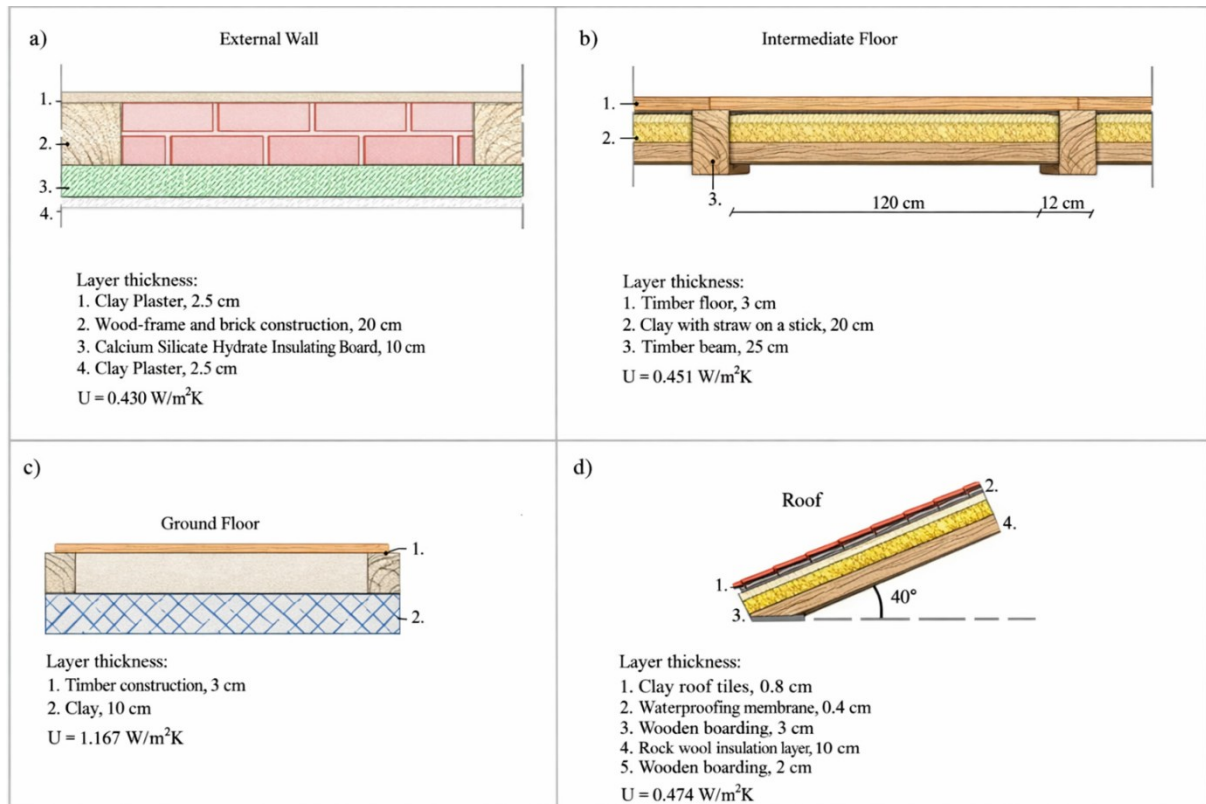 a)
External Wall
1.
2.
3.
4.
Layer thickness:
1. Clay Plaster, 2.5 cm
2. Wood-frame and brick construction, 20 cm
3. Calcium Silicate Hydrate Insulating Board, 10 cm
4. Clay Plaster, 2.5 cm
U = 0.430 W/m²K
b)
Intermediate Floor
1.
2.
3.
120 cm
12 cm
Layer thickness:
1. Timber floor, 3 cm
2. Clay with straw on a stick, 20 cm
3. Timber beam, 25 cm
U = 0.451 W/m²K
c)
Ground Floor
1.
2.
Layer thickness:
1. Timber construction, 3 cm
2. Clay, 10 cm
U = 1.167 W/m²K
d)
Roof
2.
4.
1.
3.
40°
Layer thickness:
1. Clay roof tiles, 0.8 cm
2. Waterproofing membrane, 0.4 cm
3. Wooden boarding, 3 cm
4. Rock wool insulation layer, 10 cm
5. Wooden boarding, 2 cm
U = 0.474 W/m²K